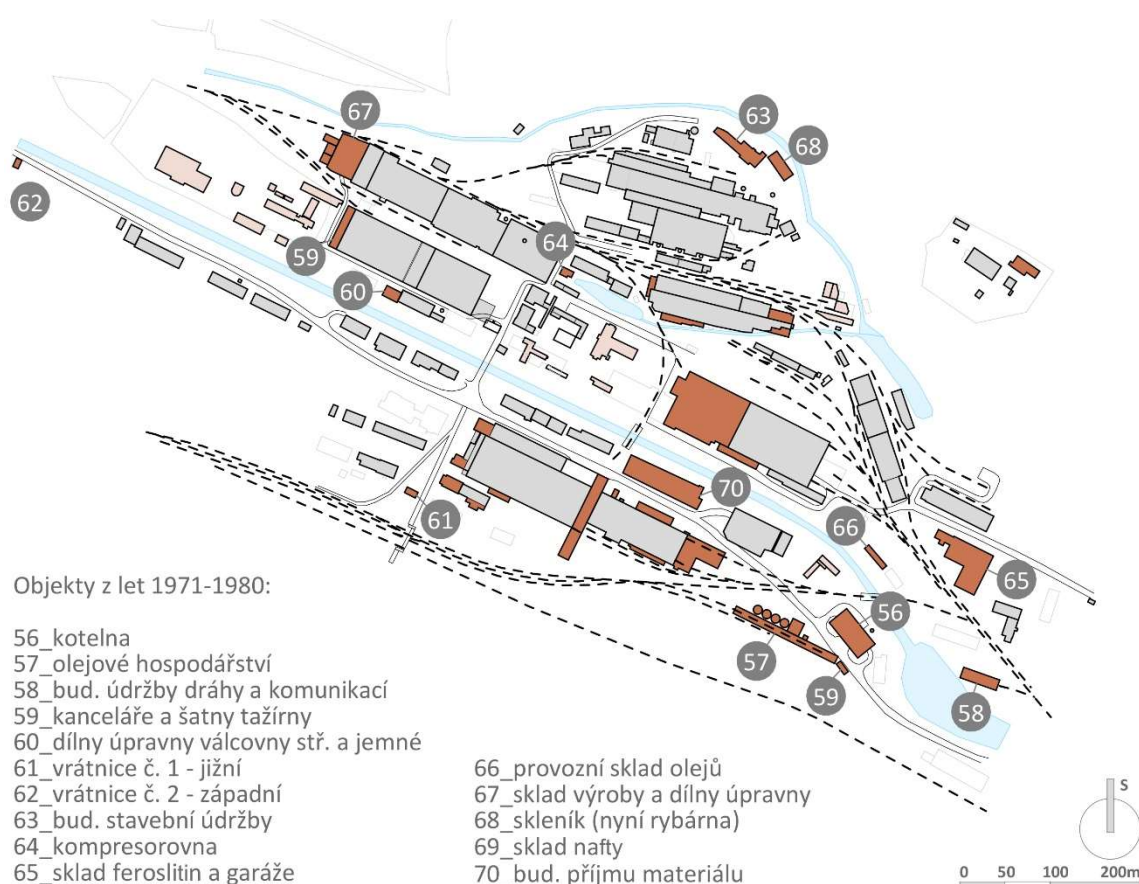 67
63
68
62
59
64
60
70
61
66
65
56
57
59
58
Objekty z let 1971-1980:
56_kotelna
57_olejové hospodářství
58_bud. údržby dráhy a komunikací
59_kanceláře a šatny tažírny
60_dílny úpravny válcovny stř. a jemné
61_vrátnice č. 1 - jižní
62_vrátnice č. 2 - západní
63_bud. stavební údržby
64_kompresorovna
65_sklad feroslitin a garáže
66_provozní sklad olejů
67_sklad výroby a dílny úpravny
68_skleník (nyní rybárna)
69_sklad nafty
70_bud. příjmu materiálu
S
0 50 100 200m